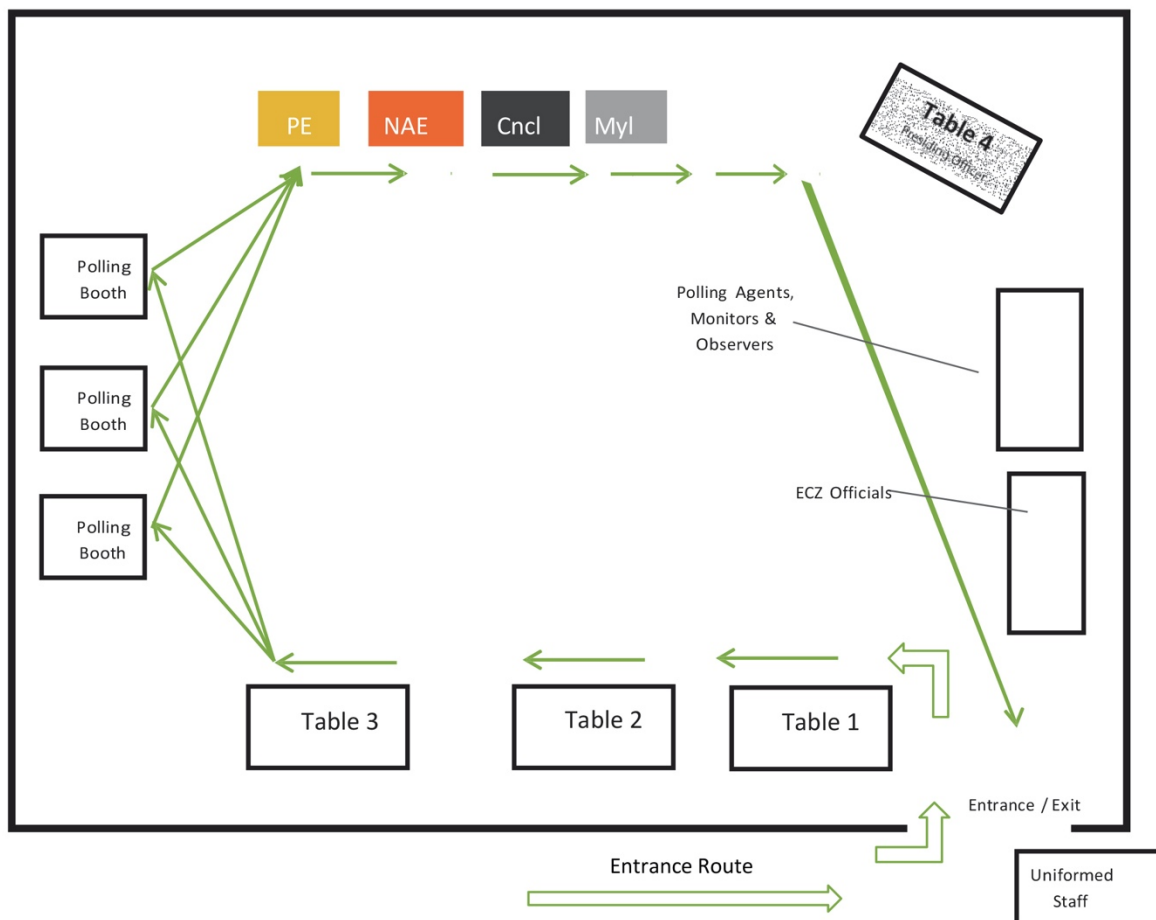 PE
NAE
Cncl
Myl
Table 4
Presiding Officer
Polling
Booth
Polling Agents,
Monitors &
Observers
Polling
Booth
ECZ Officials
Polling
Booth
Table 3
Table 2
Table 1
Entrance / Exit
Entrance Route
Uniformed
Staff